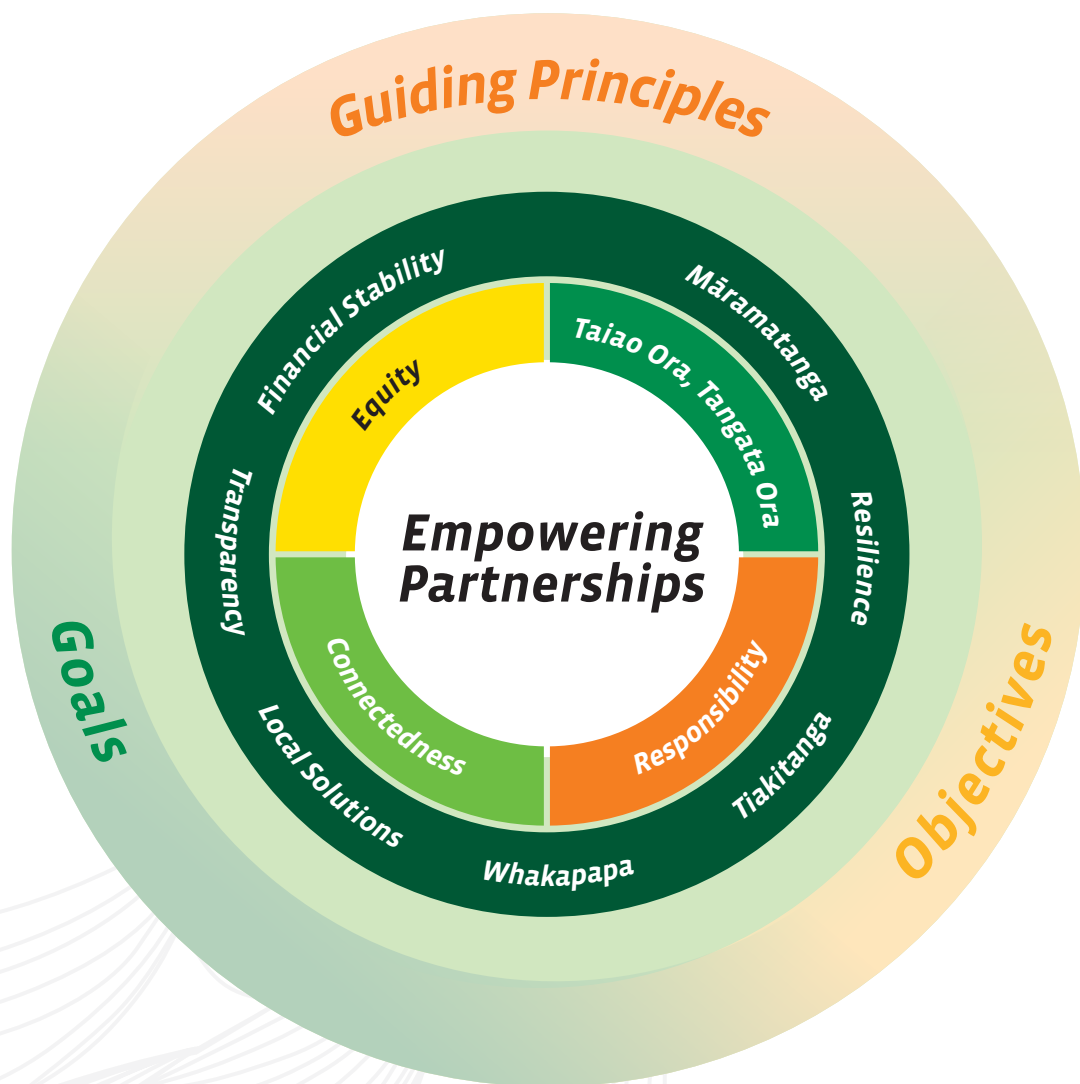 Guiding Principles
Objectives
Goals
Financial Stability
Māramatanga
Resilience
Tiakitanga
Whakapapa
Local Solutions
Transparency
Equity
Taiao Ora, Tangata Ora
Responsibility
Connectedness
Empowering
Partnerships